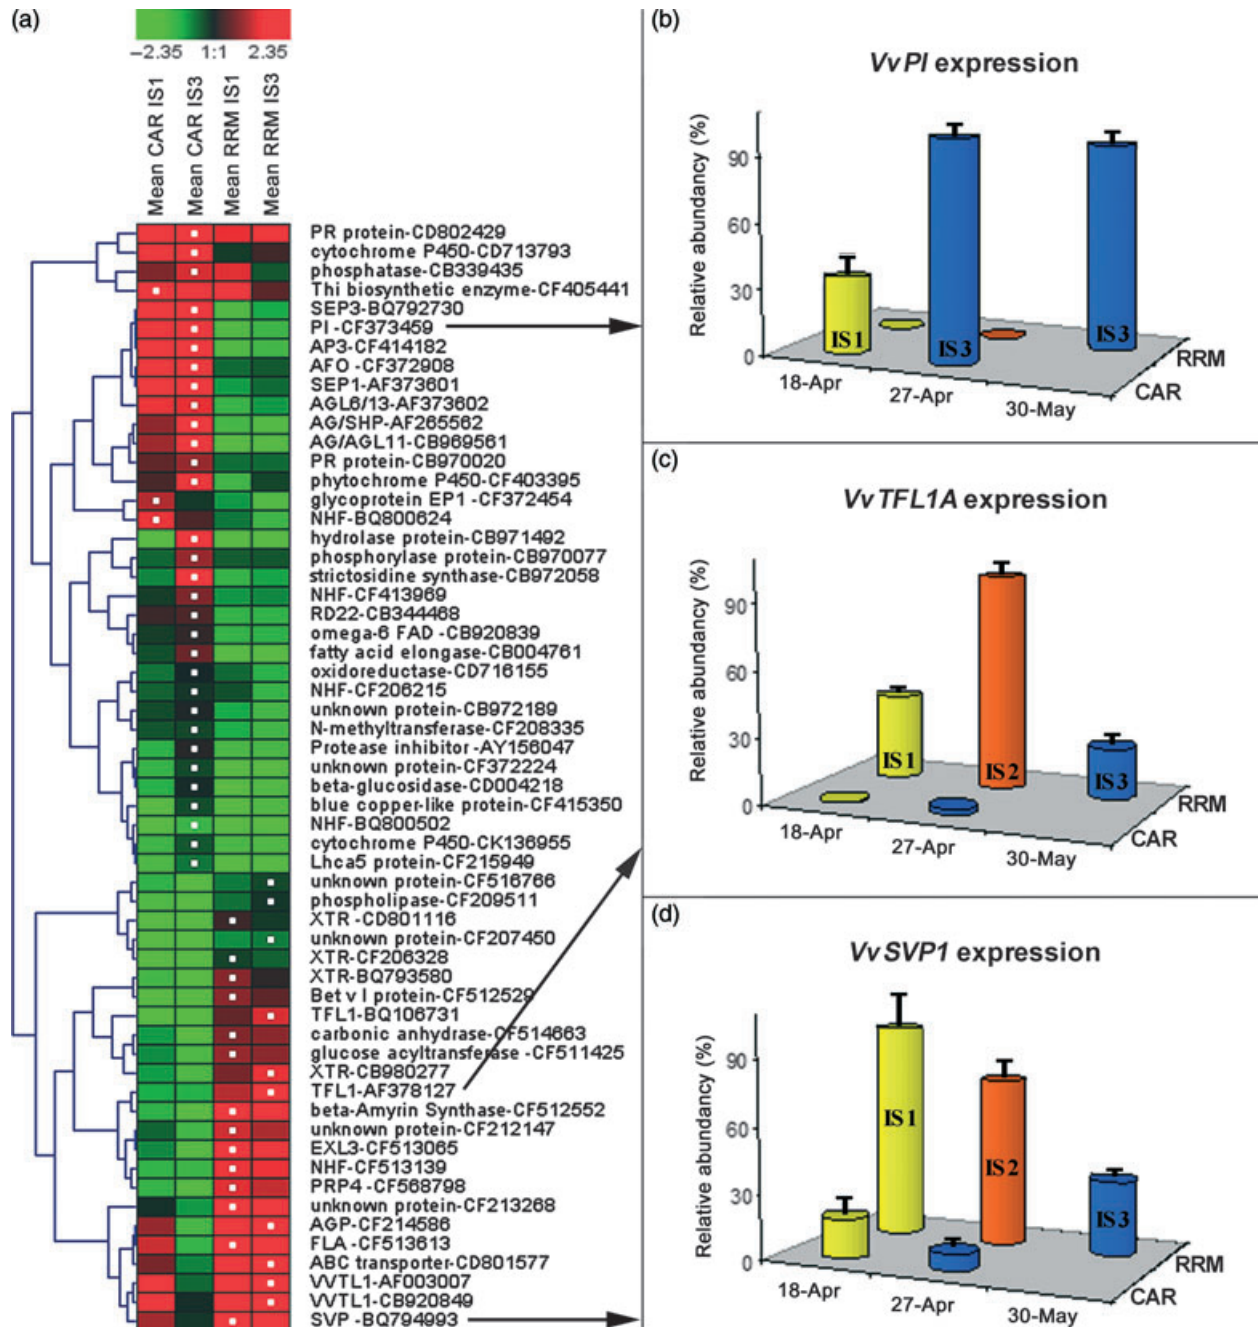 (a)
−2.35 1:1 2.35
Mean CAR IS1
Mean CAR IS3
Mean RRM IS1
Mean RRM IS3
PR protein-CD802429
cytochrome P450-CD713793
phosphatase-CB339435
Thi biosynthetic enzyme-CF405441
SEP3-BQ792730
PI -CF373459
AP3-CF414182
AFO -CF372908
SEP1-AF373601
AGL6/13-AF373602
AG/SHP-AF265562
AG/AGL11-CB969561
PR protein-CB970020
phytochrome P450-CF403395
glycoprotein EP1 -CF372454
NHF-BQ800624
hydrolase protein-CB971492
phosphorylase protein-CB970077
strictosidine synthase-CB972058
NHF-CF413969
RD22-CB344468
omega-6 FAD -CB920839
fatty acid elongase-CB004761
oxidoreductase-CD716155
NHF-CF206215
unknown protein-CB972189
N-methyltransferase-CF208335
Protease inhibitor -AY156047
unknown protein-CF372224
beta-glucosidase-CD004218
blue copper-like protein-CF415350
NHF-BQ800502
cytochrome P450-CK136955
Lhca5 protein-CF215949
unknown protein-CF516766
phospholipase-CF209511
XTR -CD801116
unknown protein-CF207450
XTR-CF206328
XTR-BQ793580
Bet v I protein-CF512529
TFL1-BQ106731
carbonic anhydrase-CF514663
glucose acyltransferase -CF511425
XTR-CB980277
TFL1-AF378127
beta-Amyrin Synthase-CF512552
unknown protein-CF212147
EXL3-CF513065
NHF-CF513139
PRP4 -CF568798
unknown protein-CF213268
AGP-CF214586
FLA -CF513613
ABC transporter-CD801577
VVTL1-AF003007
VVTL1-CB920849
SVP -BQ794993
(b)
VvPI expression
Relative abundancy (%)
90
60
30
0
IS1
IS3
IS3
18-Apr
27-Apr
30-May
RRM
CAR
(c)
VvTFL1A expression
Relative abundancy (%)
90
60
30
0
IS1
IS2
IS3
18-Apr
27-Apr
30-May
RRM
CAR
(d)
VvSVP1 expression
Relative abundancy (%)
90
60
30
0
IS1
IS2
IS3
18-Apr
27-Apr
30-May
RRM
CAR